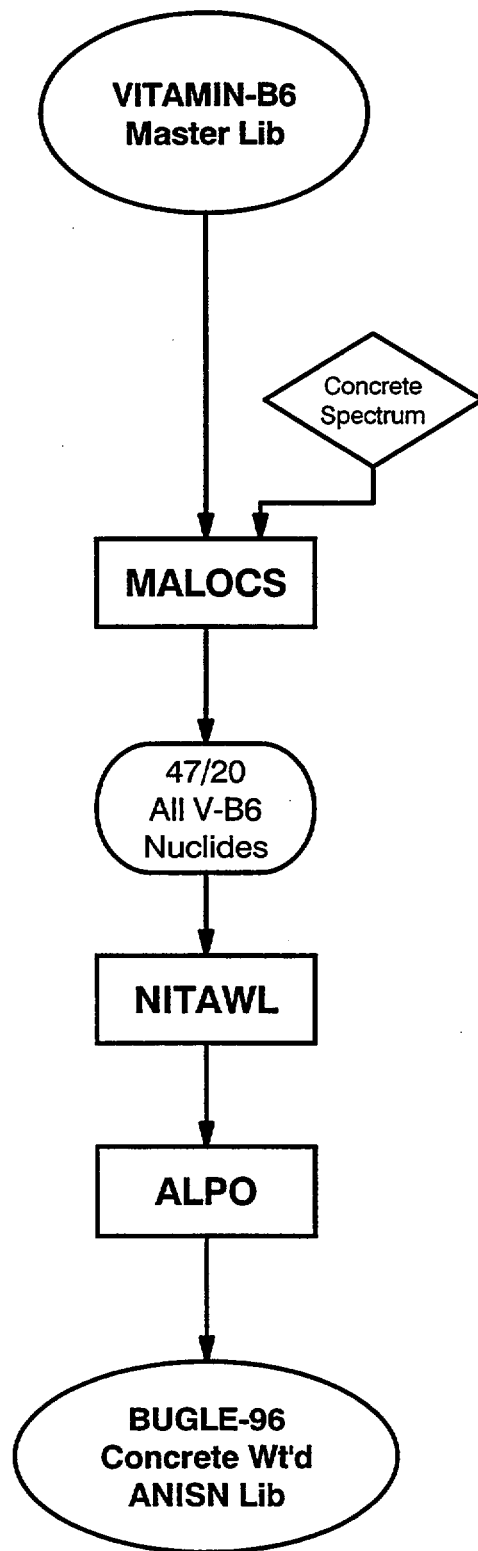 VITAMIN-B6
Master Lib
Concrete
Spectrum
MALOCS
47/20
All V-B6
Nuclides
NITAWL
ALPO
BUGLE-96
Concrete Wt'd
ANISN Lib